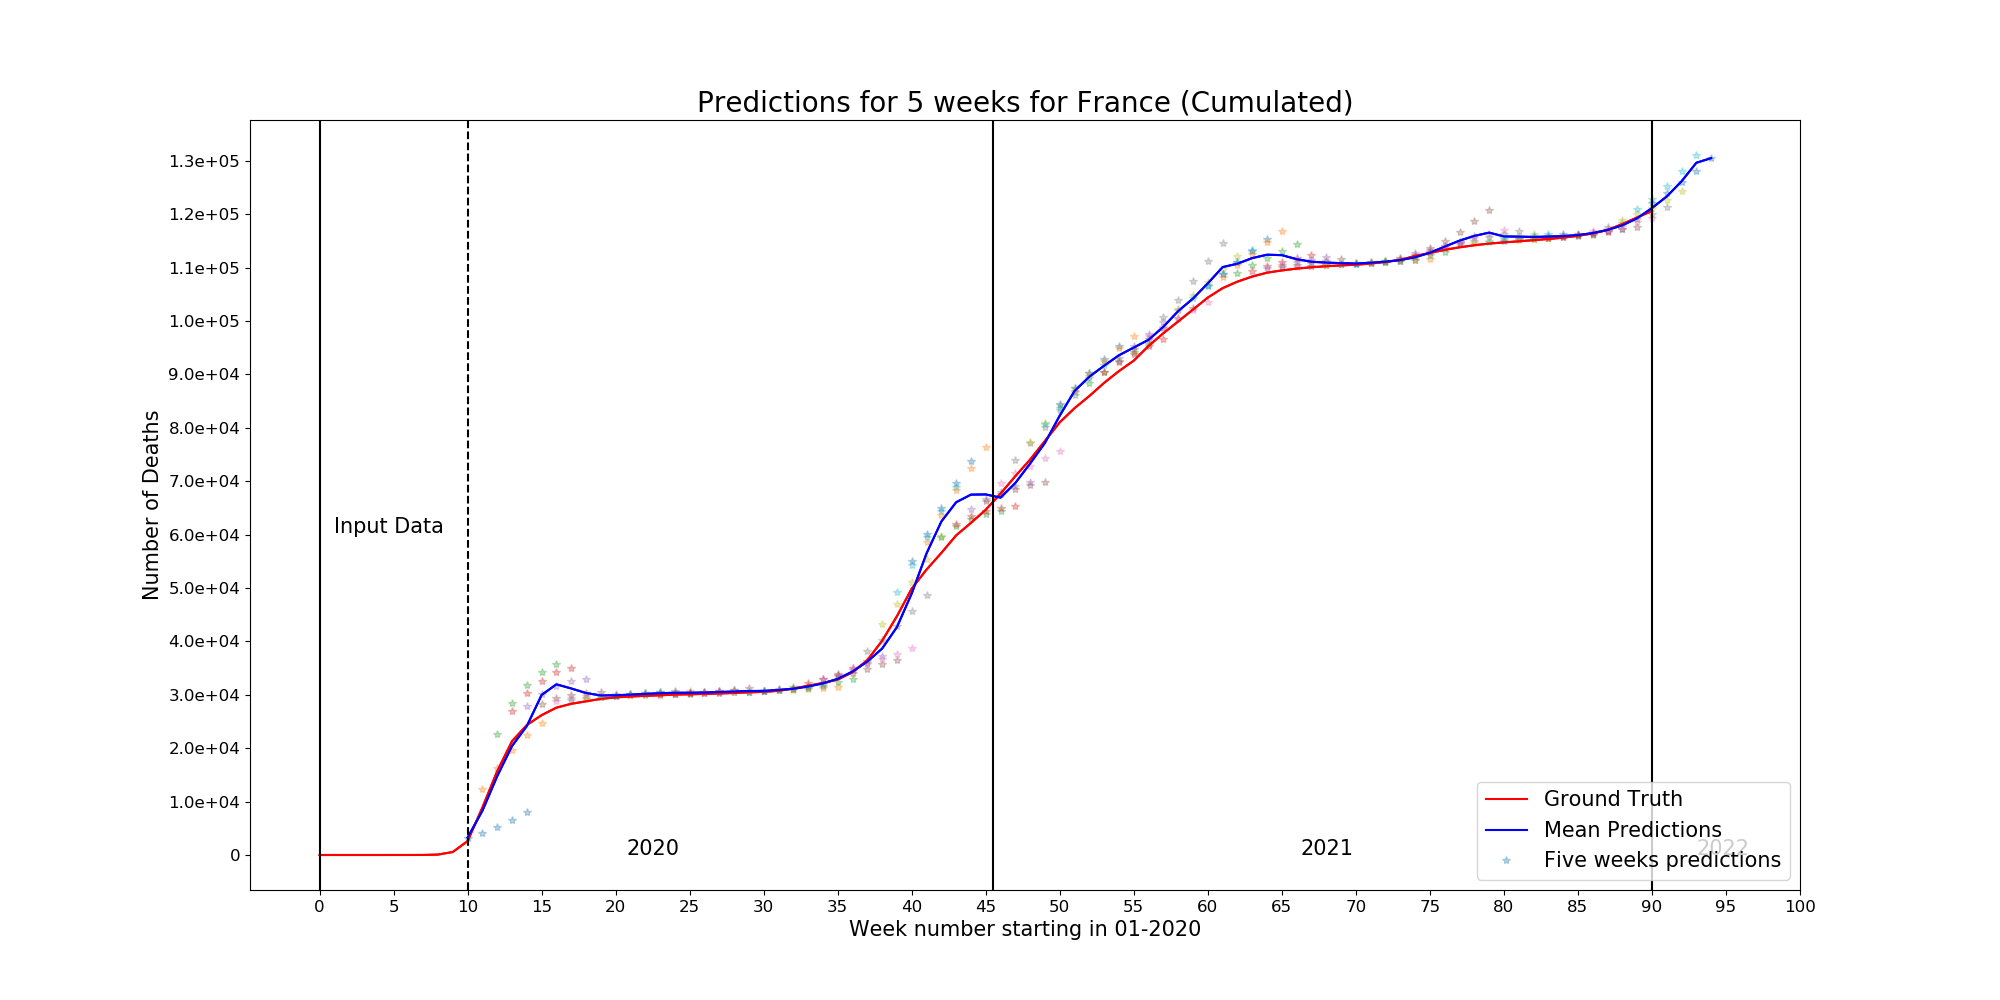 Predictions for 5 weeks for France (Cumulated)
1.3e+05
1.2e+05
1.1e+05
1.0e+05
9.0e+04
8.0e+04
7.0e+04
6.0e+04
5.0e+04
4.0e+04
3.0e+04
2.0e+04
1.0e+04
0
Number of Deaths
Input Data
2020
2021
2022
Ground Truth
Mean Predictions
Five weeks predictions
0 5 10 15 20 25 30 35 40 45 50 55 60 65 70 75 80 85 90 95 100
Week number starting in 01-2020